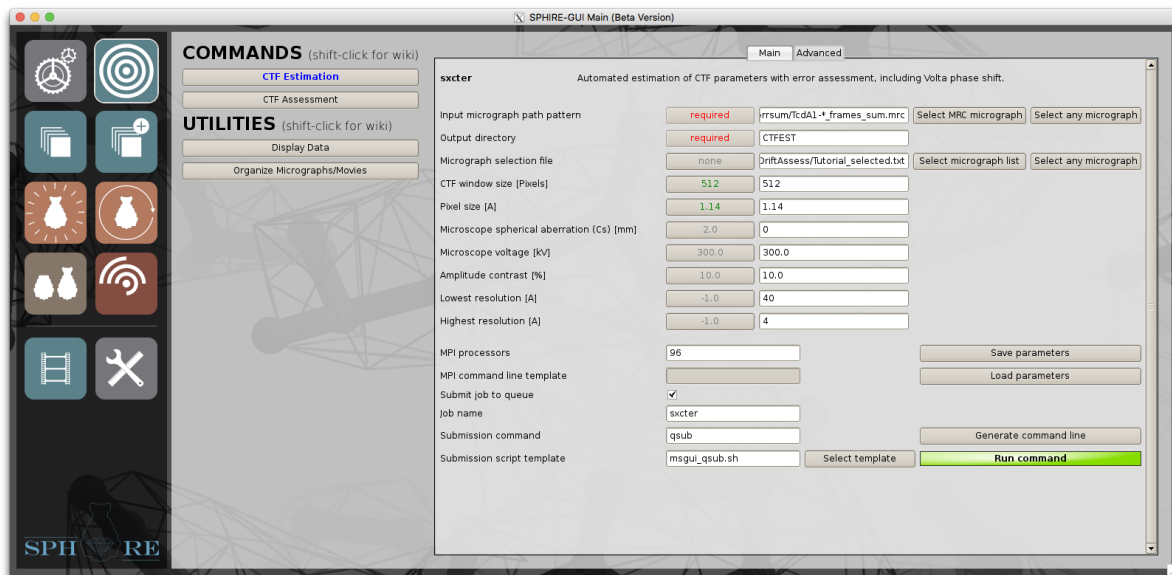 SPHIRE-GUI Main (Beta Version)
COMMANDS (shift-click for wiki)
CTF Estimation
CTF Assessment
UTILITIES (shift-click for wiki)
Display Data
Organize Micrographs/Movies
Main Advanced
sxcter Automated estimation of CTF parameters with error assessment, including Volta phase shift.
Input micrograph path pattern required orrsum/TcdA1-*_frames_sum.mrc Select MRC micrograph Select any micrograph
Output directory required CTFEST
Micrograph selection file none DriftAssess/Tutorial_selected.txt Select micrograph list Select any micrograph
CTF window size [Pixels] 512 512
Pixel size [A] 1.14 1.14
Microscope spherical aberration (Cs) [mm] 2.0 0
Microscope voltage [kV] 300.0 300.0
Amplitude contrast [%] 10.0 10.0
Lowest resolution [A] -1.0 40
Highest resolution [A] -1.0 4
MPI processors 96 Save parameters
MPI command line template Load parameters
Submit job to queue
Job name sxcter
Submission command qsub Generate command line
Submission script template msgui_qsub.sh Select template Run command
SPHIRE